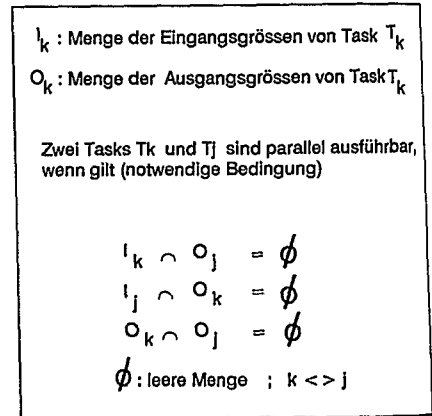 I_k : Menge der Eingangsgrössen von Task T_k
O_k : Menge der Ausgangsgrössen von Task T_k
Zwei Tasks Tk und Tj sind parallel ausführbar,
wenn gilt (notwendige Bedingung)
I_k ∩ O_j = ϕ
I_j ∩ O_k = ϕ
O_k ∩ O_j = ϕ
ϕ : leere Menge ; k < > j